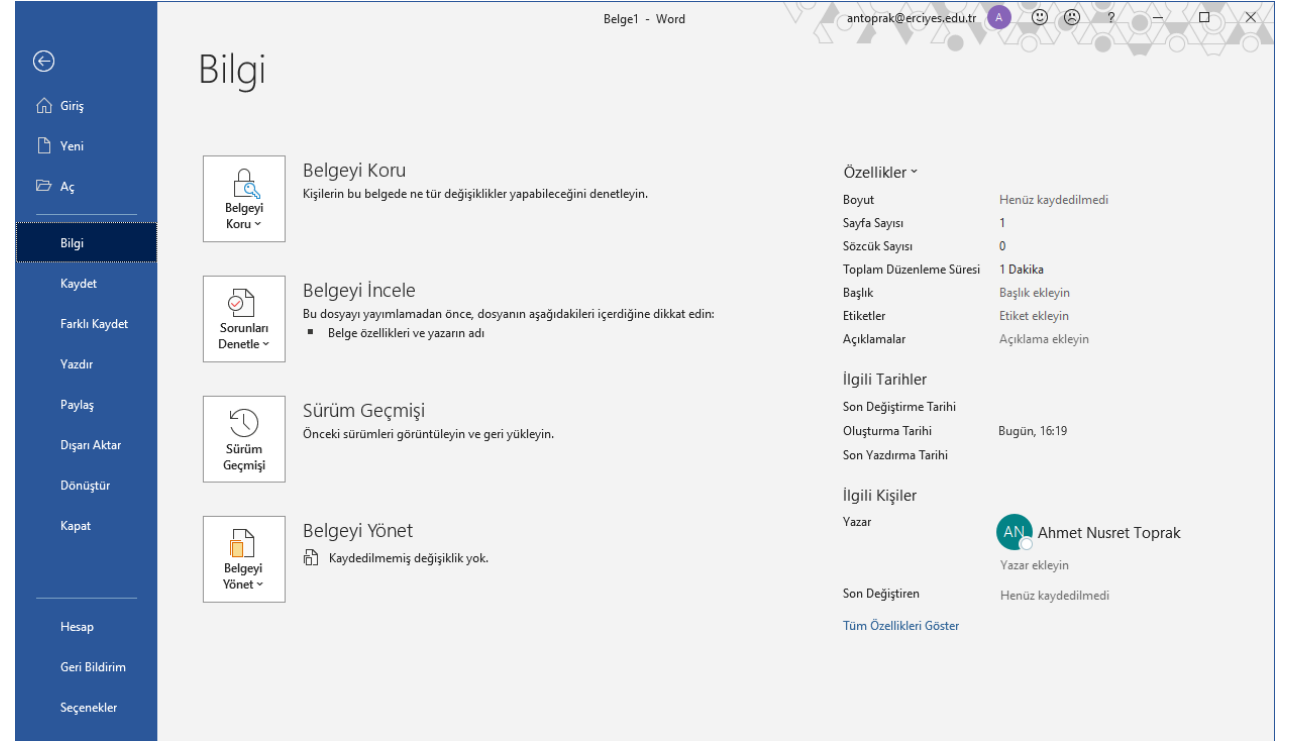 Belge1 - Word
antoprak@erciyes.edu.tr A ?
Bilgi
Giriş
Yeni
Aç
Bilgi
Kaydet
Farklı Kaydet
Yazdır
Paylaş
Dışarı Aktar
Dönüştür
Kapat
Hesap
Geri Bildirim
Seçenekler
Belgeyi
Koru
Belgeyi Koru
Kişilerin bu belgede ne tür değişiklikler yapabileceğini denetleyin.
Sorunları
Denetle
Belgeyi İncele
Bu dosyayı yayımlamadan önce, dosyanın aşağıdakileri içerdiğine dikkat edin:
Belge özellikleri ve yazarın adı
Sürüm
Geçmişi
Sürüm Geçmişi
Önceki sürümleri görüntüleyin ve geri yükleyin.
Belgeyi
Yönet
Belgeyi Yönet
Kaydedilmemiş değişiklik yok.
Özellikler
Boyut Henüz kaydedilmedi
Sayfa Sayısı 1
Sözcük Sayısı 0
Toplam Düzenleme Süresi 1 Dakika
Başlık Başlık ekleyin
Etiketler Etiket ekleyin
Açıklamalar Açıklama ekleyin
İlgili Tarihler
Son Değiştirme Tarihi
Oluşturma Tarihi Bugün, 16:19
Son Yazdırma Tarihi
İlgili Kişiler
Yazar AN Ahmet Nusret Toprak
Yazar ekleyin
Son Değiştiren Henüz kaydedilmedi
Tüm Özellikleri Göster